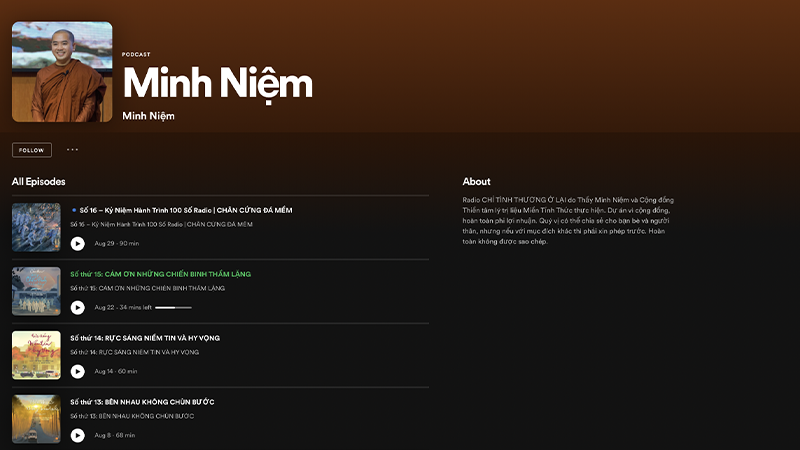 PODCAST
Minh Niệm
Minh Niệm
FOLLOW
All Episodes
Số 16 – Kỷ Niệm Hành Trình 100 Số Radio | CHÂN CỨNG ĐÁ MỀM
Số 16 – Kỷ Niệm Hành Trình 100 Số Radio | CHÂN CỨNG ĐÁ MỀM
Aug 29 · 90 min
Số thứ 15: CẢM ƠN NHỮNG CHIẾN BINH THẦM LẶNG
Số thứ 15: CẢM ƠN NHỮNG CHIẾN BINH THẦM LẶNG
Aug 22 · 34 mins left
Số thứ 14: RỰC SÁNG NIỀM TIN VÀ HY VỌNG
Số thứ 14: RỰC SÁNG NIỀM TIN VÀ HY VỌNG
Aug 14 · 60 min
Số thứ 13: BÊN NHAU KHÔNG CHÙN BƯỚC
Số thứ 13: BÊN NHAU KHÔNG CHÙN BƯỚC
Aug 8 · 68 min
About
Radio CHỈ TÌNH THƯƠNG Ở LẠI do Thầy Minh Niệm và Cộng đồng
Thiền tâm lý trị liệu Miền Tỉnh Thức thực hiện. Dự án vì cộng đồng,
hoàn toàn phi lợi nhuận. Quý vị có thể chia sẻ cho bạn bè và người
thân, nhưng nếu với mục đích khác thì phải xin phép trước. Hoàn
toàn không được sao chép.